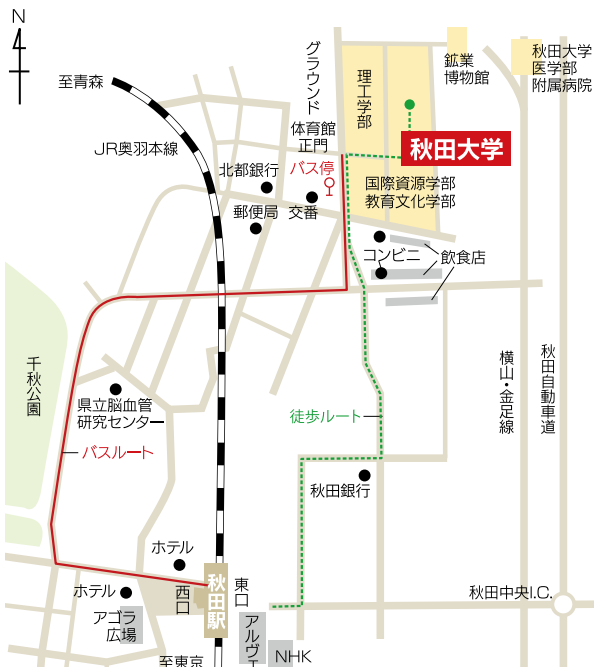 N
至青森
JR奥羽本線
グラウンド
理工学部
鉱業
博物館
秋田大学
医学部
附属病院
体育館
正門
秋田大学
北都銀行
バス停
国際資源学部
教育文化学部
郵便局
交番
コンビニ
飲食店
千秋公園
県立脳血管
研究センター
バスルート
徒歩ルート
横山・金足線
秋田自動車道
秋田銀行
ホテル
ホテル
西口
秋田駅
東口
秋田中央I.C.
アゴラ
広場
アルヴェ
NHK
至東京